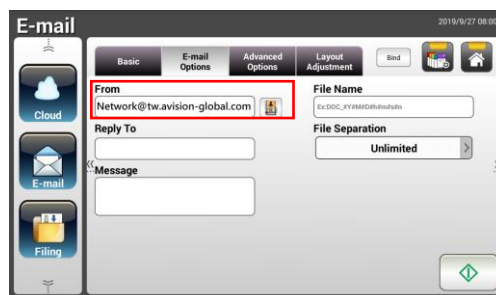 E-mail
2019/9/27 08:00
Basic
E-mail
Options
Advanced
Options
Layout
Adjustment
Bind
From
File Name
Network@tw.avision-global.com
Reply To
File Separation
Unlimited
Message
Cloud
E-mail
Filing